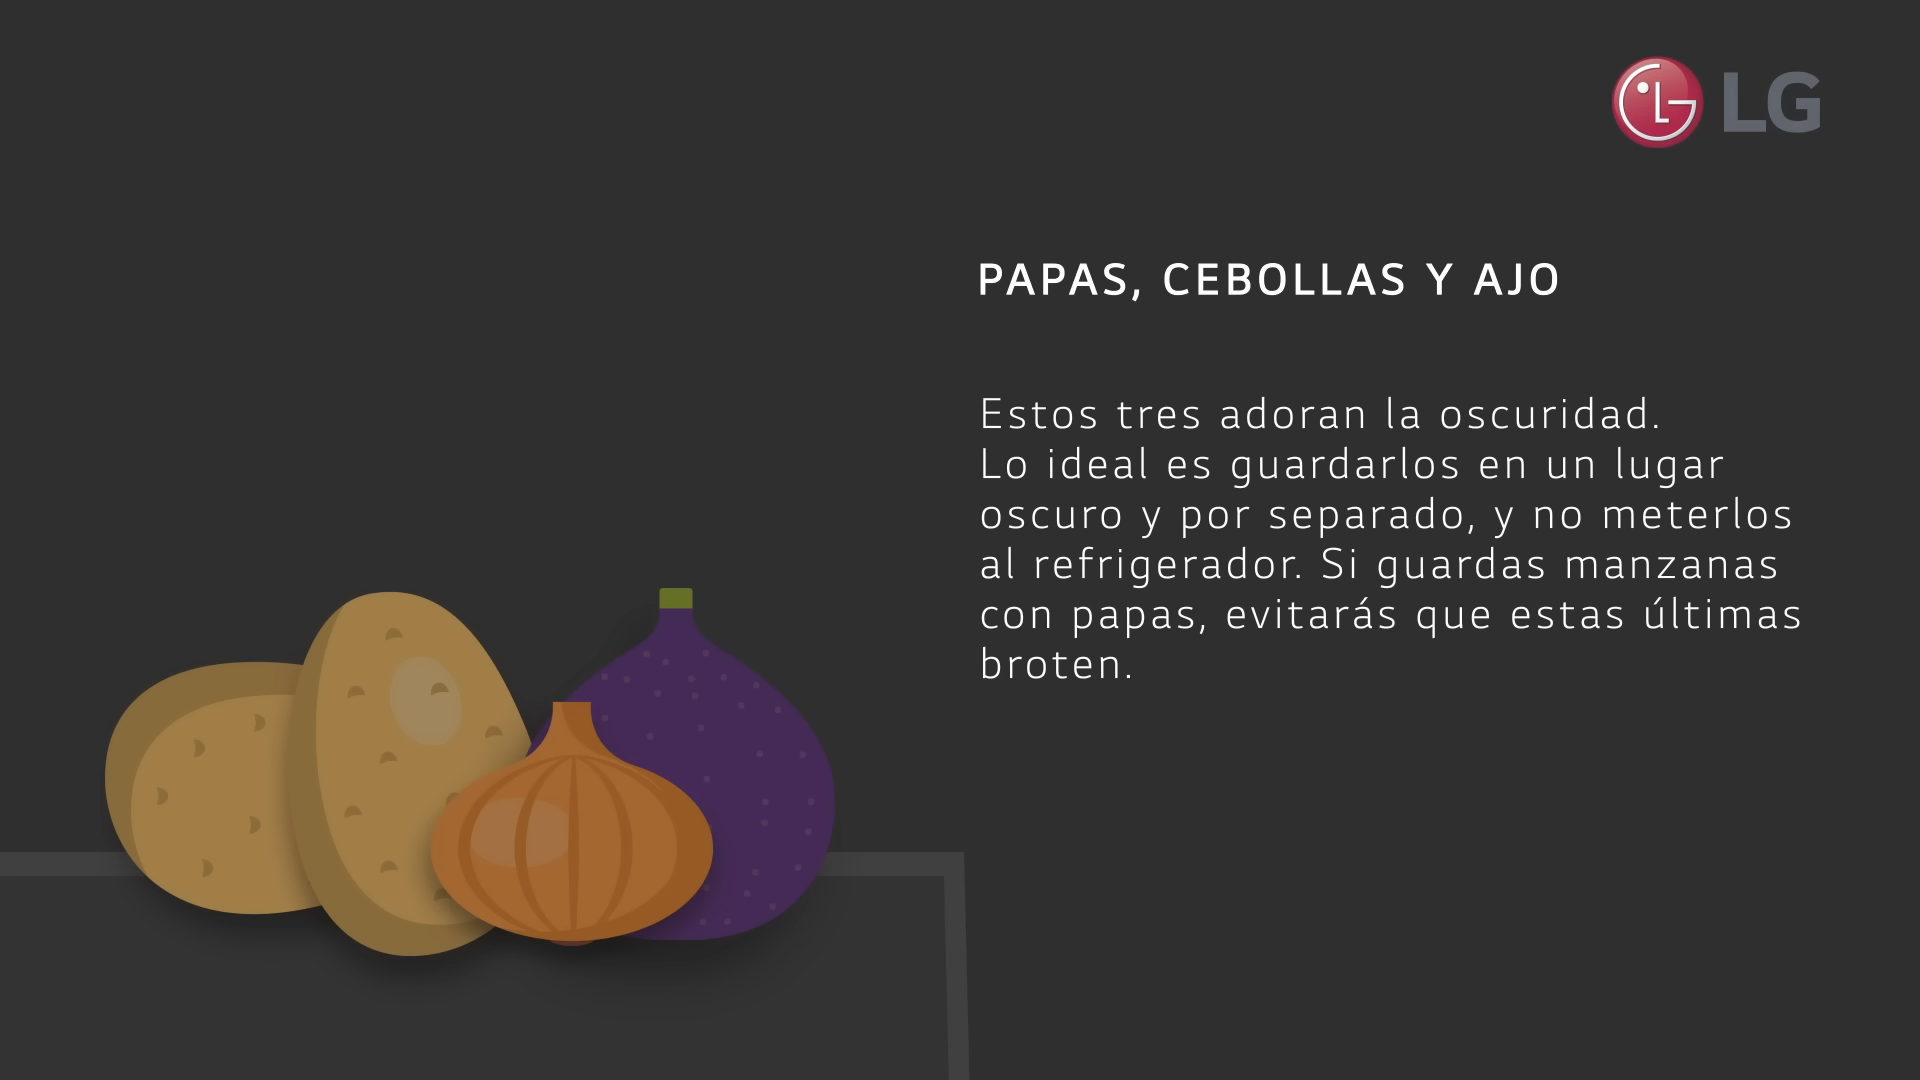 LG
PAPAS, CEBOLLAS Y AJO
Estos tres adoran la oscuridad.
Lo ideal es guardarlos en un lugar
oscuro y por separado, y no meterlos
al refrigerador. Si guardas manzanas
con papas, evitarás que estas últimas
broten.